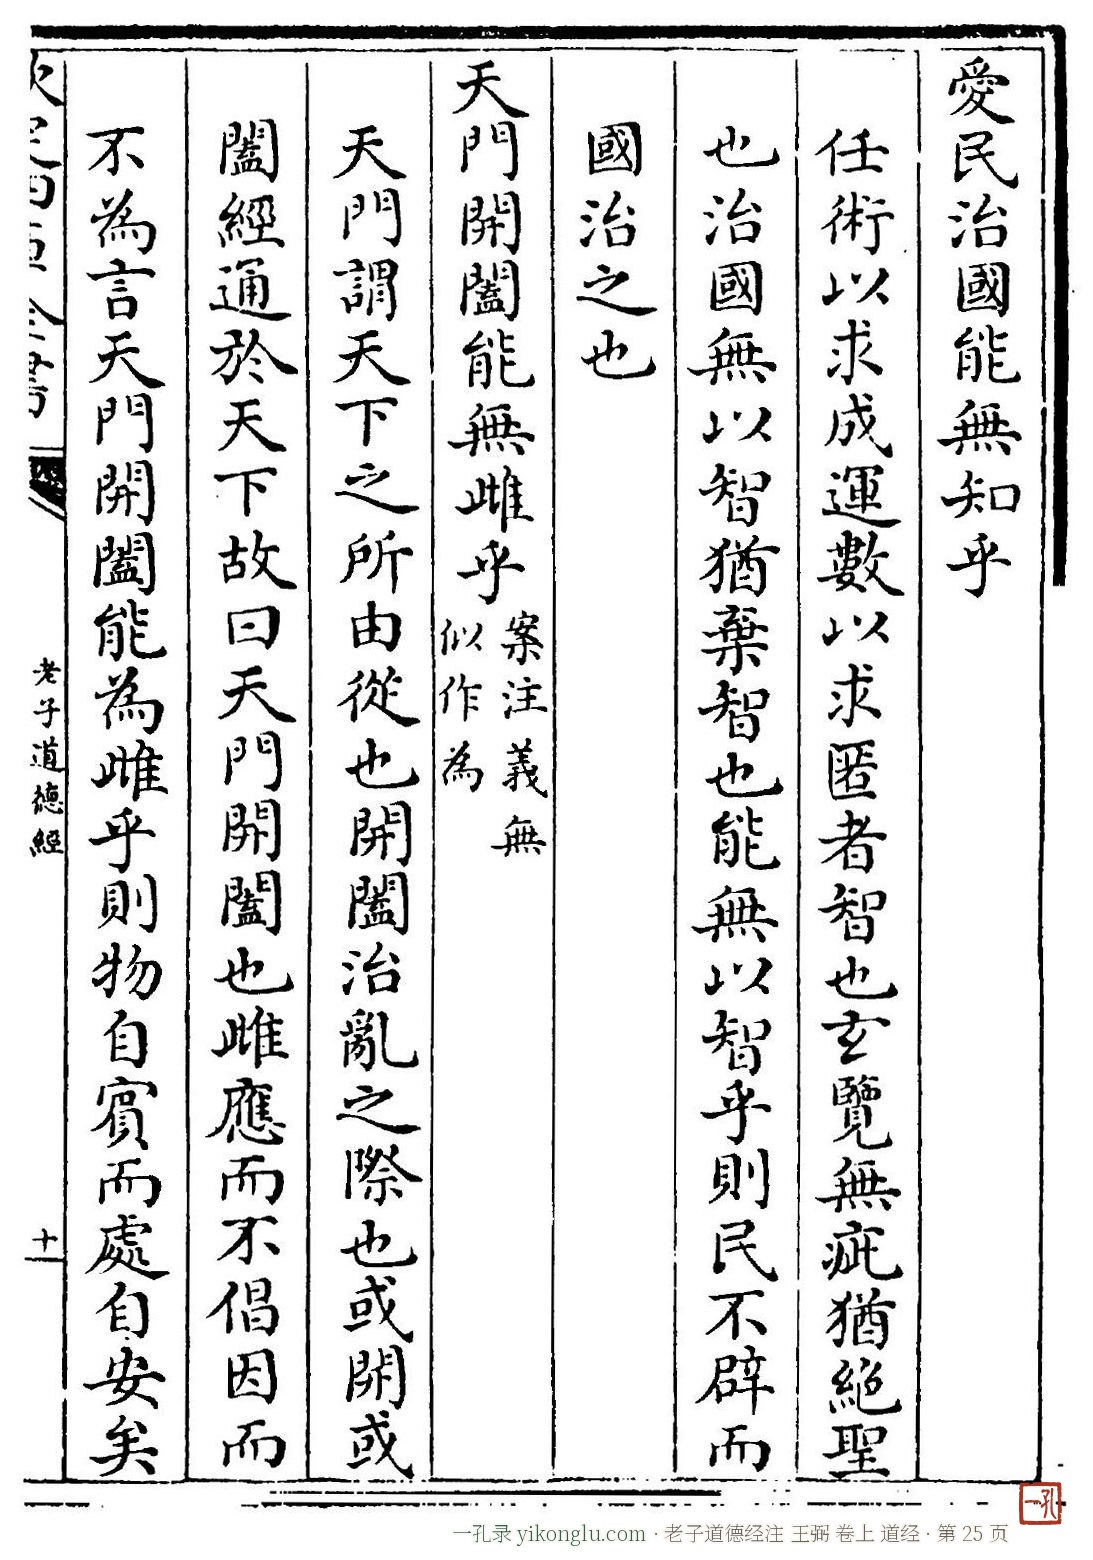 愛民治國能無知乎
任術以求成運數以求匿者智也玄覽無疵猶絶聖
也治國無以智猶棄智也能無以智乎則民不辟而
國治之也
天門開闔能無雌乎案注義無似作為
天門謂天下之所由從也開闔治亂之際也或開或
闔經通於天下故曰天門開闔也雌應而不倡因而
不為言天門開闔能為雌乎則物自賓而處自安矣
欽定四庫全書
老子道德經
十
一孔
一孔录 yikonglu.com · 老子道德经注 王弼 卷上 道经 · 第 25 页